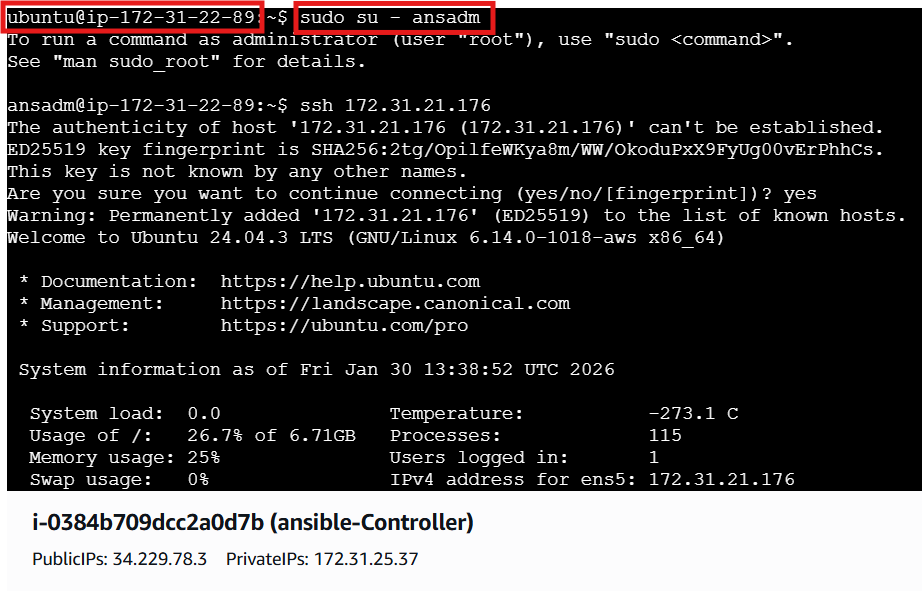 ubuntu@ip-172-31-22-89:~$ sudo su - ansadm
To run a command as administrator (user "root"), use "sudo <command>".
See "man sudo_root" for details.
ansadm@ip-172-31-22-89:~$ ssh 172.31.21.176
The authenticity of host '172.31.21.176 (172.31.21.176)' can't be established.
ED25519 key fingerprint is SHA256:2tg/OpilfeWKya8m/WW/OkoduPxX9FyUg00vErPhhCs.
This key is not known by any other names.
Are you sure you want to continue connecting (yes/no/[fingerprint])? yes
Warning: Permanently added '172.31.21.176' (ED25519) to the list of known hosts.
Welcome to Ubuntu 24.04.3 LTS (GNU/Linux 6.14.0-1018-aws x86_64)
* Documentation: https://help.ubuntu.com
* Management: https://landscape.canonical.com
* Support: https://ubuntu.com/pro
System information as of Fri Jan 30 13:38:52 UTC 2026
System load: 0.0 Temperature: -273.1 C
Usage of /: 26.7% of 6.71GB Processes: 115
Memory usage: 25% Users logged in: 1
Swap usage: 0% IPv4 address for ens5: 172.31.21.176
i-0384b709dcc2a0d7b (ansible-Controller)
PublicIPs: 34.229.78.3 PrivateIPs: 172.31.25.37